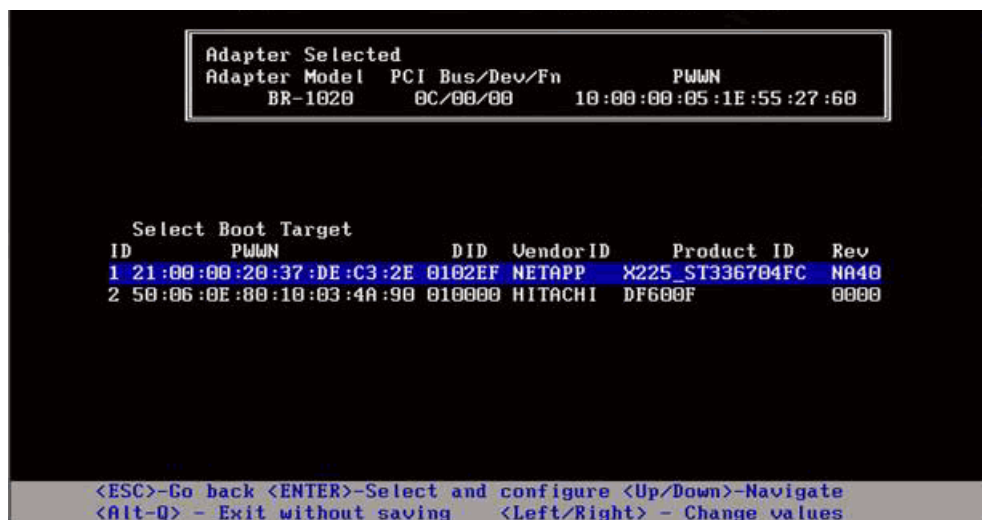 Adapter Selected
Adapter Model PCI Bus/Dev/Fn PWWN
BR-1020 0C/00/00 10:00:00:05:1E:55:27:60
Select Boot Target
ID PWWN DID VendorID Product ID Rev
1 21:00:00:20:37:DE:C3:2E 0102EF NETAPP X225_ST336704FC NA40
2 50:06:0E:80:10:03:4A:90 010000 HITACHI DF600F 0000
<ESC>-Go back <ENTER>-Select and configure <Up/Down>-Navigate
<Alt-Q> - Exit without saving <Left/Right> - Change values